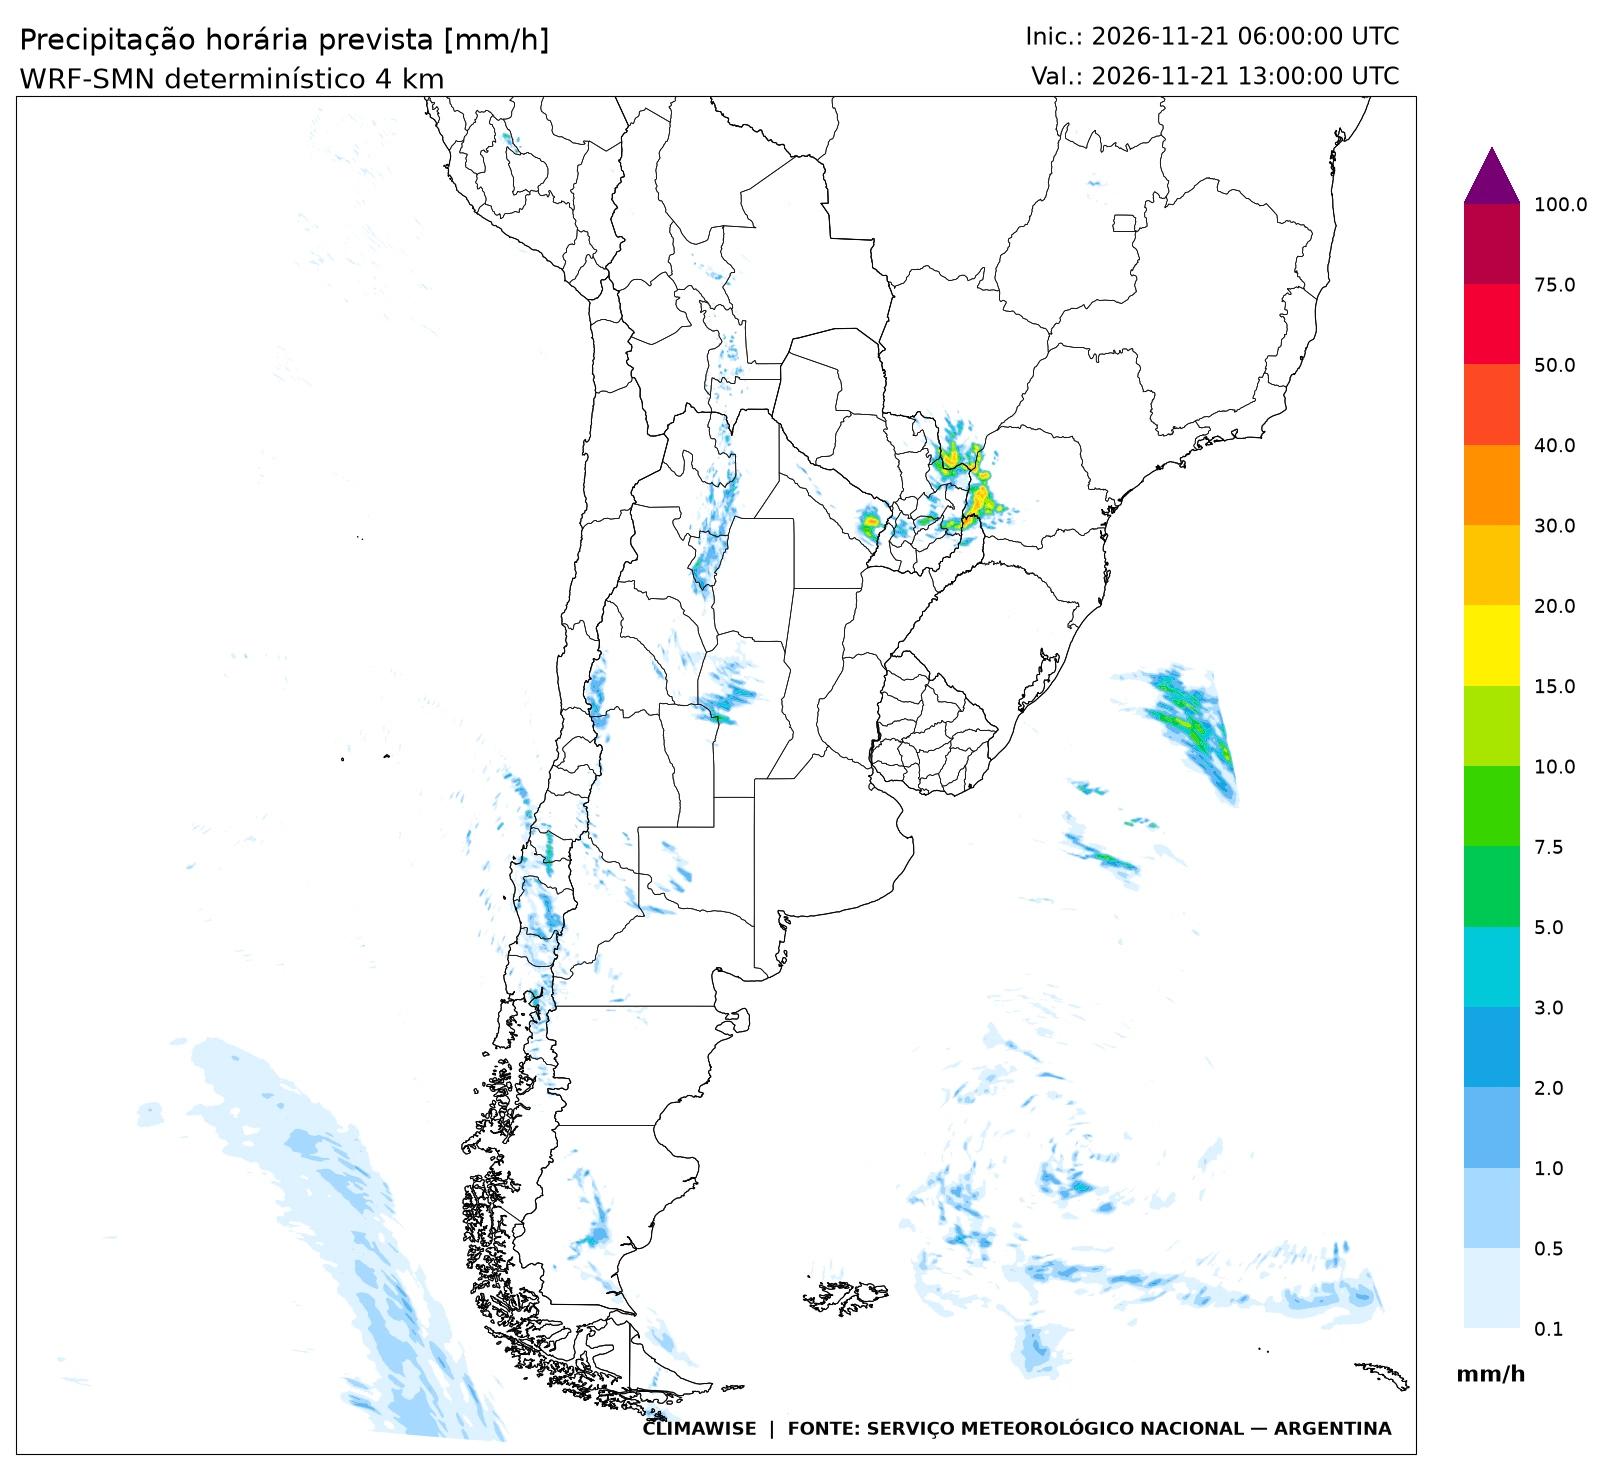 Precipitação horária prevista [mm/h]
WRF-SMN determinístico 4 km
Inic.: 2026-11-21 06:00:00 UTC
Val.: 2026-11-21 13:00:00 UTC
100.0
75.0
50.0
40.0
30.0
20.0
15.0
10.0
7.5
5.0
3.0
2.0
1.0
0.5
0.1
mm/h
CLIMAWISE | FONTE: SERVIÇO METEOROLÓGICO NACIONAL — ARGENTINA